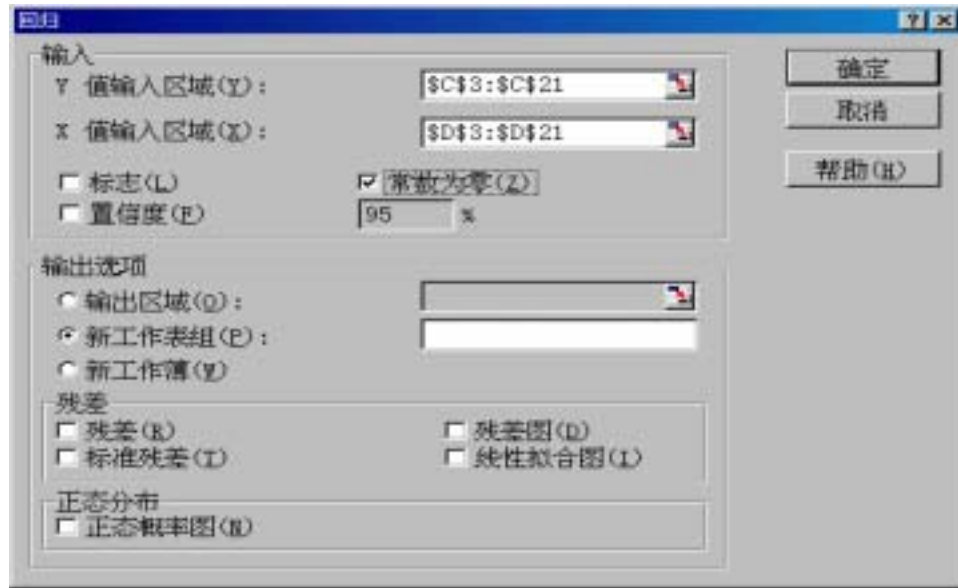 回归
输入
Y 值输入区域(Y): $C$3:$C$21
X 值输入区域(X): $D$3:$D$21
标志(L) 常数为零(Z)
置信度(F) 95 %
输出选项
输出区域(O):
新工作表组(P):
新工作薄(W)
残差
残差(R) 残差图(D)
标准残差(T) 线性拟合图(I)
正态分布
正态概率图(N)
确定
取消
帮助(H)